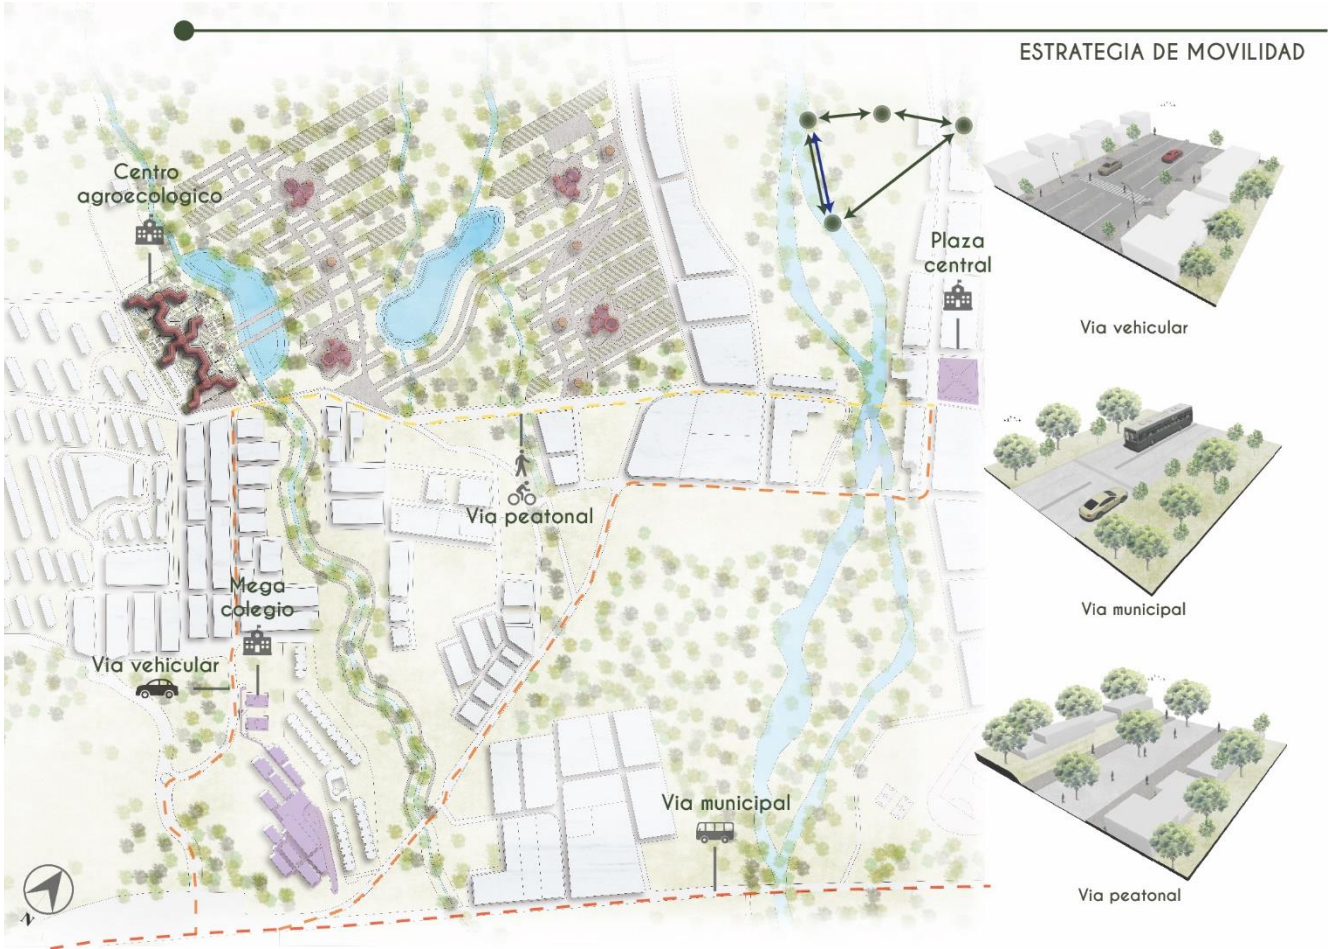 ESTRATEGIA DE MOVILIDAD
Centro
agroecologico
Plaza
central
Via vehicular
Via peatonal
Via municipal
Mega
colegio
Via vehicular
Via municipal
Via peatonal
N